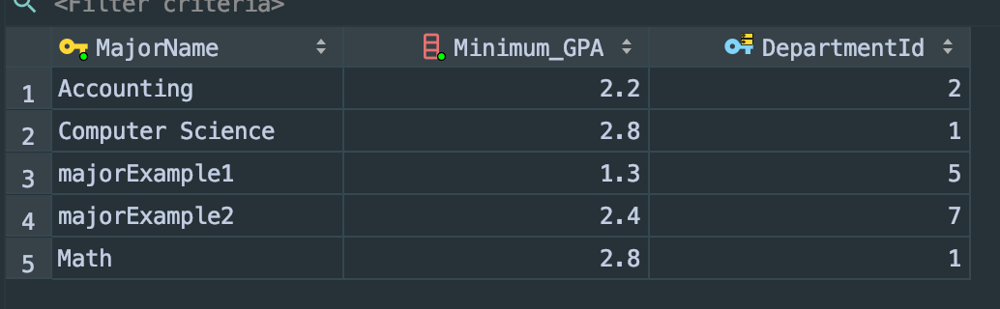 <Filter criteria>
MajorName Minimum_GPA DepartmentId
1 Accounting 2.2 2
2 Computer Science 2.8 1
3 majorExample1 1.3 5
4 majorExample2 2.4 7
5 Math 2.8 1